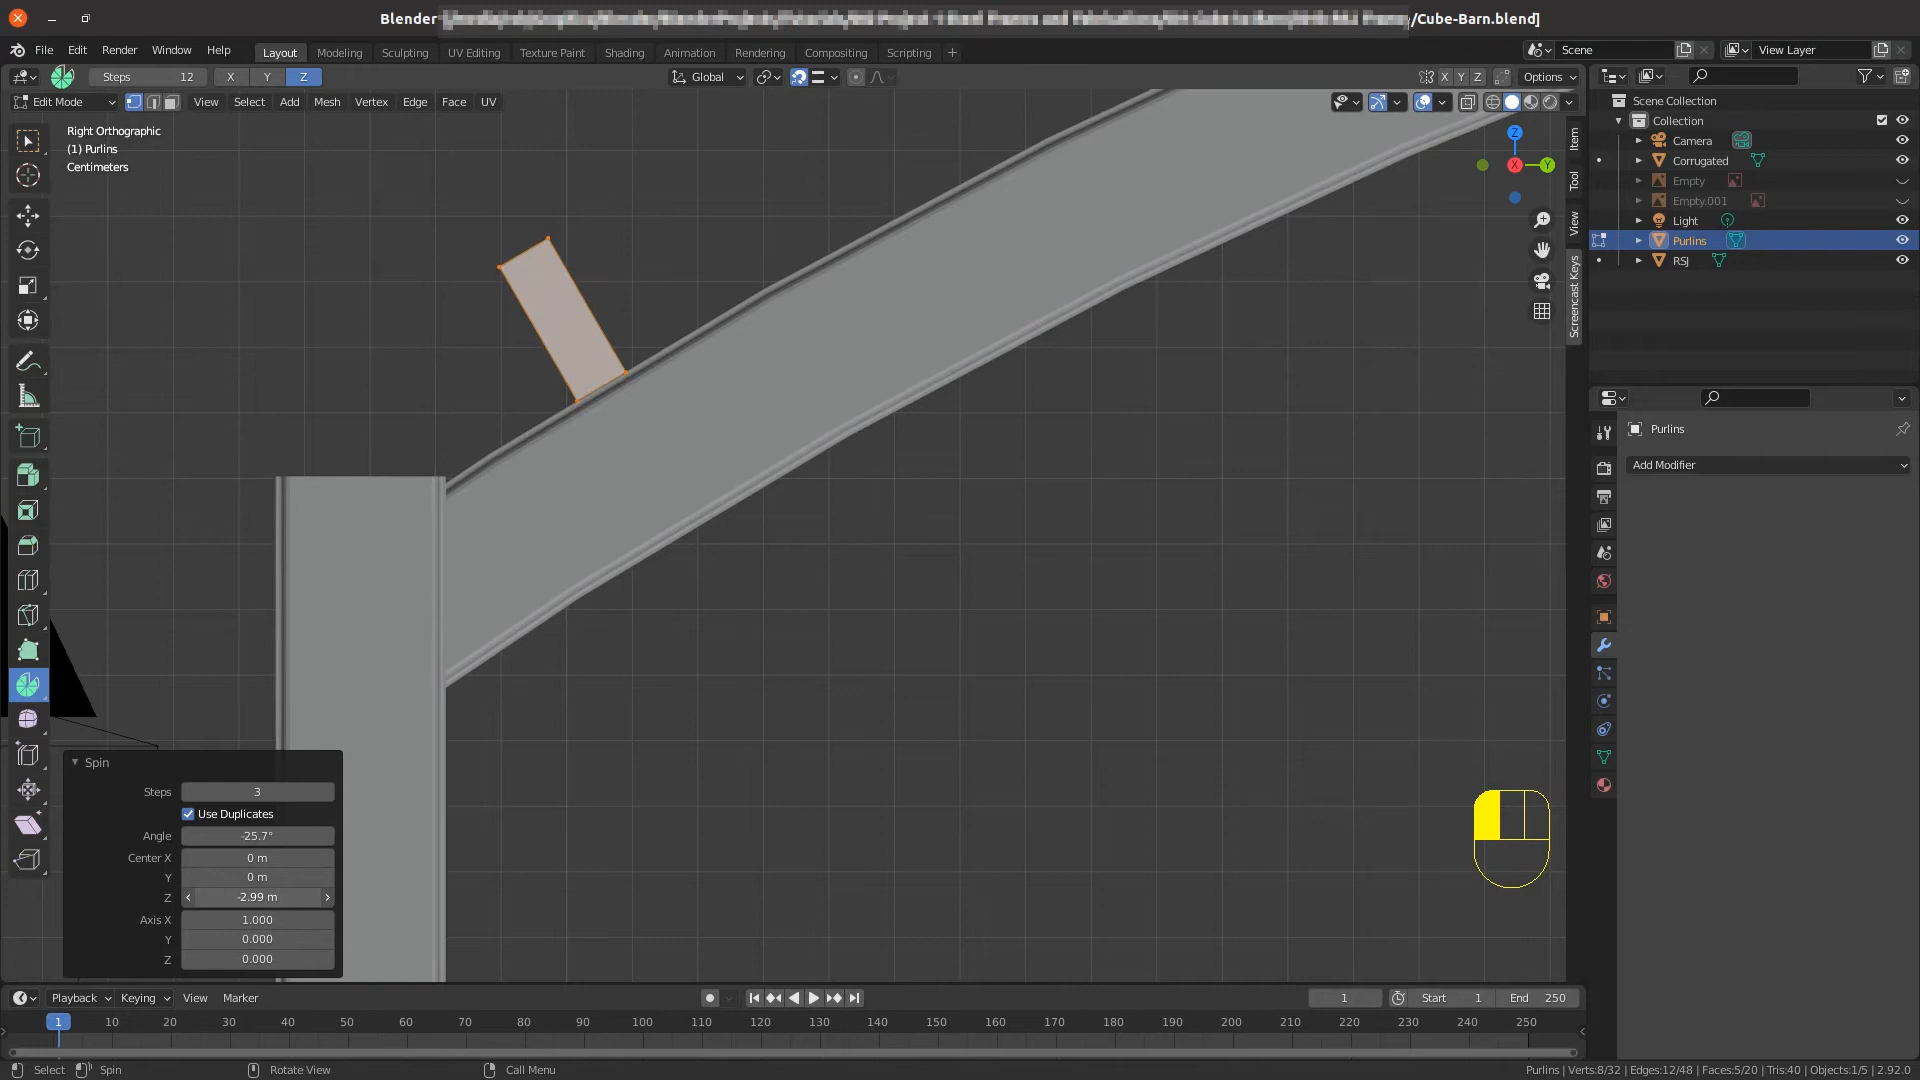 Blender
/Cube-Barn.blend]
File Edit Render Window Help
Layout Modeling Sculpting UV Editing Texture Paint Shading Animation Rendering Compositing Scripting
Scene
View Layer
Steps 12 X Y Z
Global
X Y Z
Options
Edit Mode
View Select Add Mesh Vertex Edge Face UV
Right Orthographic
(1) Purlins
Centimeters
Z
X
Y
Item
Tool
View
Screencast Keys
Scene Collection
Collection
Camera
Corrugated
Empty
Empty.001
Light
Purlins
RSJ
Purlins
Add Modifier
Spin
Steps 3
Use Duplicates
Angle -25.7°
Center X 0 m
Y 0 m
Z -2.99 m
Axis X 1.000
Y 0.000
Z 0.000
Playback Keying View Marker
1
Start 1
End 250
1 10 20 30 40 50 60 70 80 90 100 110 120 130 140 150 160 170 180 190 200 210 220 230 240 250
Select
Spin
Rotate View
Call Menu
Purlins | Verts:8/32 | Edges:12/48 | Faces:5/20 | Tris:40 | Objects:1/5 | 2.92.0